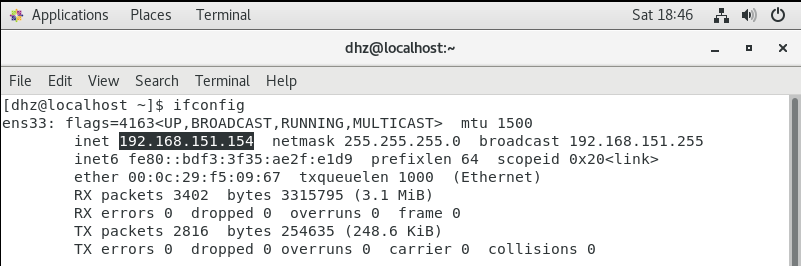 Applications Places Terminal Sat 18:46
dhz@localhost:~
File Edit View Search Terminal Help
[dhz@localhost ~]$ ifconfig
ens33: flags=4163<UP,BROADCAST,RUNNING,MULTICAST>  mtu 1500
        inet 192.168.151.154  netmask 255.255.255.0  broadcast 192.168.151.255
        inet6 fe80::bdf3:3f35:ae2f:e1d9  prefixlen 64  scopeid 0x20<link>
        ether 00:0c:29:f5:09:67  txqueuelen 1000  (Ethernet)
        RX packets 3402  bytes 3315795 (3.1 MiB)
        RX errors 0  dropped 0  overruns 0  frame 0
        TX packets 2816  bytes 254635 (248.6 KiB)
        TX errors 0  dropped 0 overruns 0  carrier 0  collisions 0